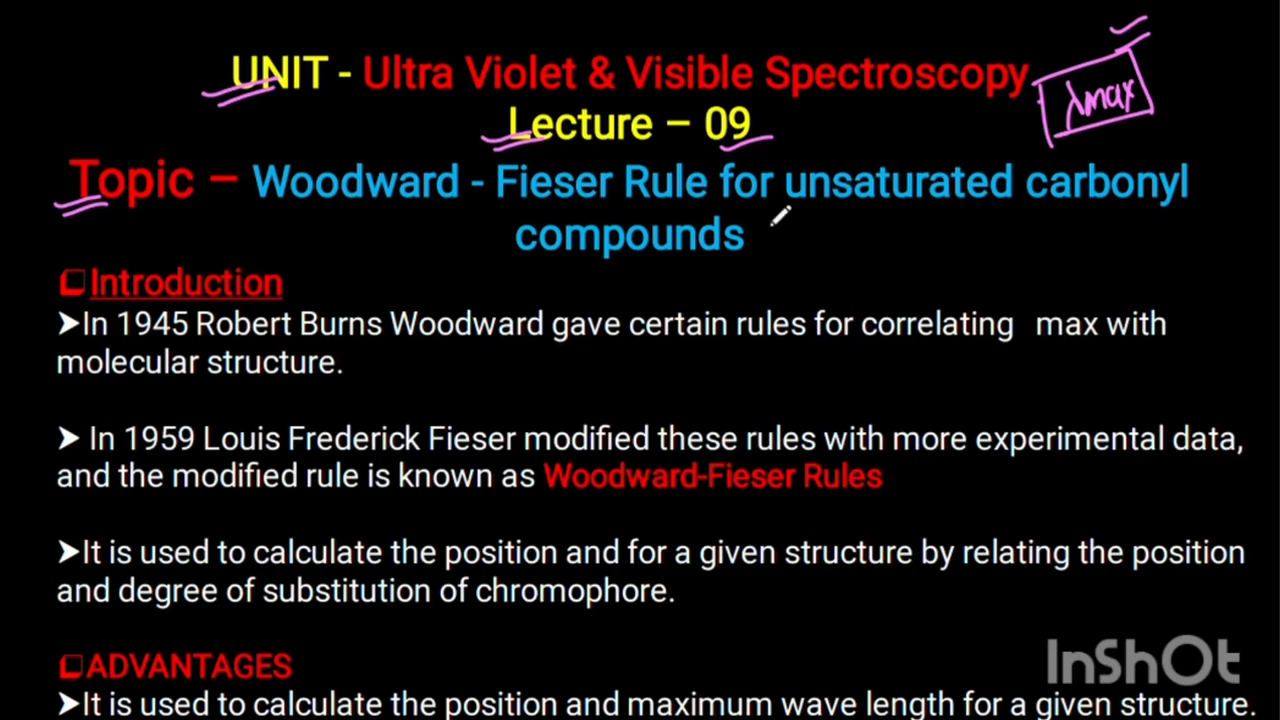 UNIT - Ultra Violet & Visible Spectroscopy
λmax
Lecture – 09
Topic – Woodward - Fieser Rule for unsaturated carbonyl
compounds
Introduction
➤In 1945 Robert Burns Woodward gave certain rules for correlating max with
molecular structure.
➤ In 1959 Louis Frederick Fieser modified these rules with more experimental data,
and the modified rule is known as Woodward-Fieser Rules
➤It is used to calculate the position and for a given structure by relating the position
and degree of substitution of chromophore.
ADVANTAGES
➤It is used to calculate the position and maximum wave length for a given structure.
InShOt